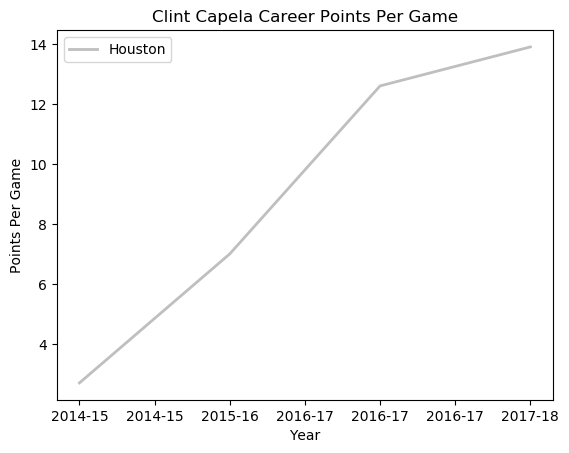 Clint Capela Career Points Per Game
Houston
14
12
10
8
6
4
Points Per Game
2014-15 2014-15 2015-16 2016-17 2016-17 2016-17 2017-18
Year